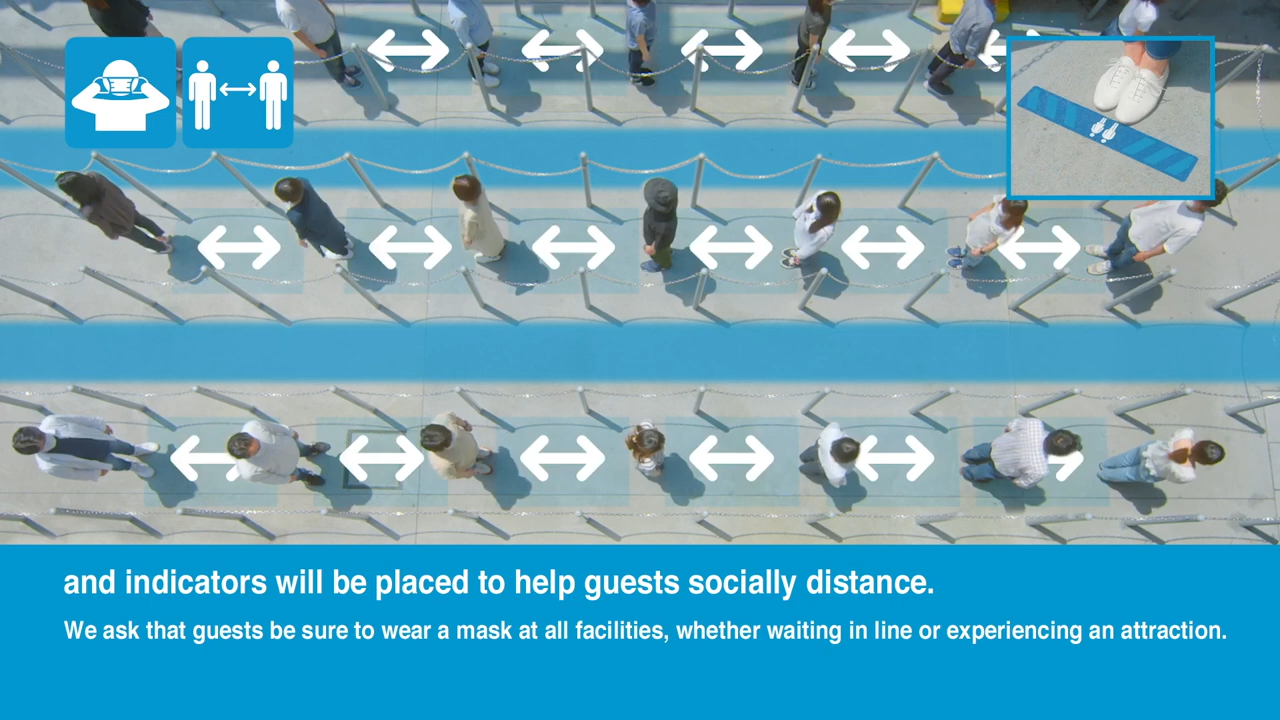 and indicators will be placed to help guests socially distance.
We ask that guests be sure to wear a mask at all facilities, whether waiting in line or experiencing an attraction.